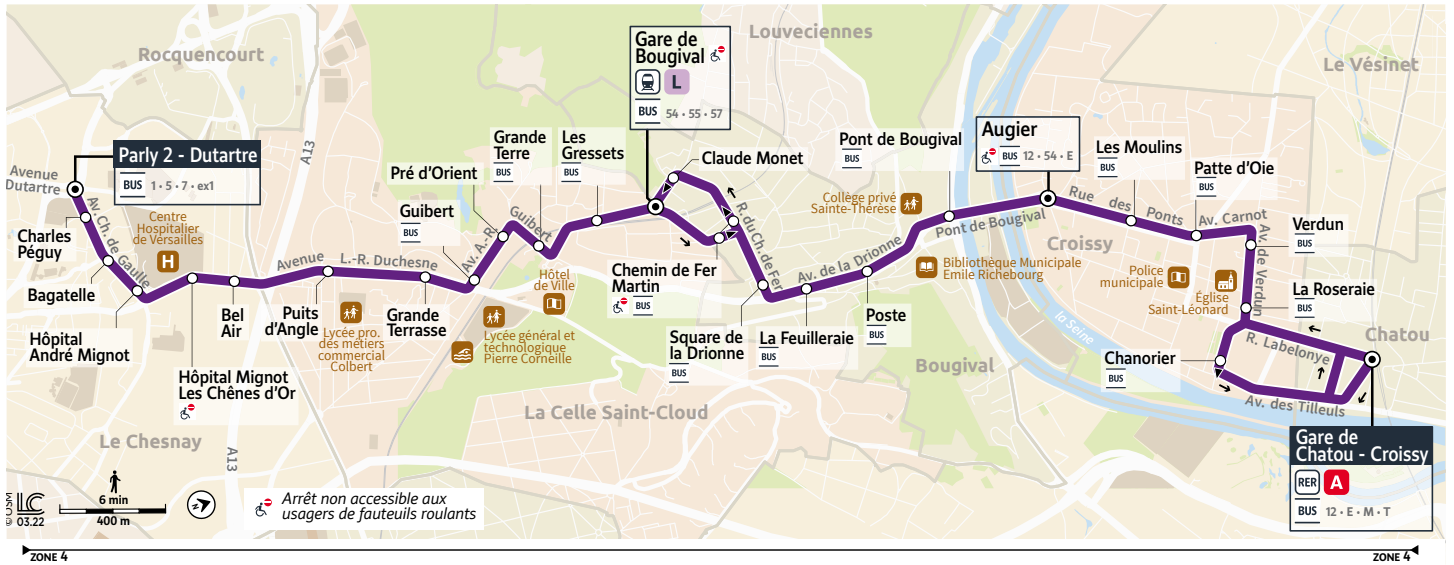 Rocquencourt
Louveciennes
Le Vésinet
A13
Gare de
Bougival
L
BUS 54 • 55 • 57
Parly 2 - Dutartre
BUS 1 • 5 • 7 • ex1
Avenue
Dutartre
Av. Ch. de Gaulle
Charles
Péguy
Bagatelle
Hôpital
André Mignot
Centre
Hospitalier
de Versailles
H
Hôpital Mignot
Les Chênes d'Or
Bel
Air
Avenue L.-R. Duchesne
Puits
d'Angle
Lycée pro.
des métiers
commercial
Colbert
Grande
Terrasse
Guibert
BUS
Av. A.-R. Guibert
Pré d'Orient
Grande
Terre
BUS
Les
Gressets
BUS
Hôtel
de Ville
Lycée général et
technologique
Pierre Corneille
Claude Monet
R. du Ch. de Fer
Chemin de Fer
Martin
BUS
Square de
la Drionne
BUS
La Feuilleraie
BUS
Av. de la Drionne
Poste
BUS
Collège privé
Sainte-Thérèse
Pont de Bougival
BUS
Pont de Bougival
Bibliothèque Municipale
Emile Richebourg
Augier
BUS 12 • 54 • E
Rue des Ponts
Les Moulins
BUS
Patte d'Oie
BUS
Av. Carnot
Verdun
BUS
Av. de Verdun
Croissy
Police
municipale
Église
Saint-Léonard
La Roseraie
BUS
la Seine
Chatou
R. Labelonye
Chanorier
BUS
Av. des Tilleuls
Bougival
La Celle Saint-Cloud
Le Chesnay
A13
Gare de
Chatou - Croissy
RER A
BUS 12 • E • M • T
6 min
400 m
© OSM
LC
03.22
Arrêt non accessible aux
usagers de fauteuils roulants
ZONE 4
ZONE 4